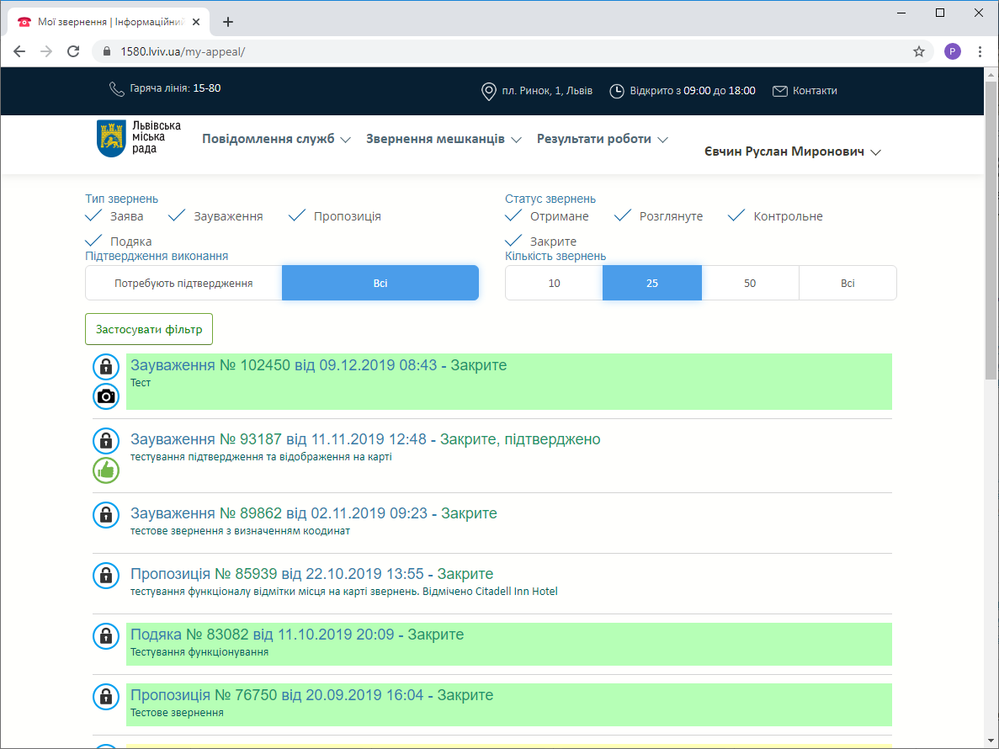 Мої звернення | Інформаційний
1580.lviv.ua/my-appeal/
P
Гаряча лінія: 15-80
пл. Ринок, 1, Львів
Відкрито з 09:00 до 18:00
Контакти
Львівська
міська
рада
Повідомлення служб
Звернення мешканців
Результати роботи
Євчин Руслан Миронович
Тип звернень
Заява Зауваження Пропозиція
Подяка
Статус звернень
Отримане Розглянуте Контрольне
Закрите
Підтвердження виконання
Потребують підтвердження Всі
Кількість звернень
10 25 50 Всі
Застосувати фільтр
Зауваження № 102450 від 09.12.2019 08:43 - Закрите
Тест
Зауваження № 93187 від 11.11.2019 12:48 - Закрите, підтверджено
тестування підтвердження та відображення на карті
Зауваження № 89862 від 02.11.2019 09:23 - Закрите
тестове звернення з визначенням коодинат
Пропозиція № 85939 від 22.10.2019 13:55 - Закрите
тестування функціоналу відмітки місця на карті звернень. Відмічено Citadell Inn Hotel
Подяка № 83082 від 11.10.2019 20:09 - Закрите
Тестування функціонування
Пропозиція № 76750 від 20.09.2019 16:04 - Закрите
Тестове звернення